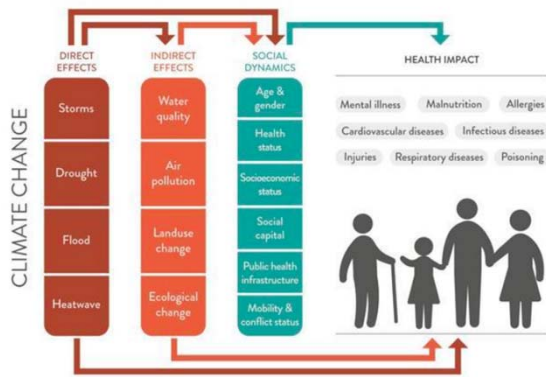 CLIMATE CHANGE
DIRECT
EFFECTS
Storms
Drought
Flood
Heatwave
INDIRECT
EFFECTS
Water
quality
Air
pollution
Landuse
change
Ecological
change
SOCIAL
DYNAMICS
Age &
gender
Health
status
Socioeconomic
status
Social
capital
Public health
infrastructure
Mobility &
conflict status
HEALTH IMPACT
Mental illness Malnutrition Allergies
Cardiovascular diseases Infectious diseases
Injuries Respiratory diseases Poisoning